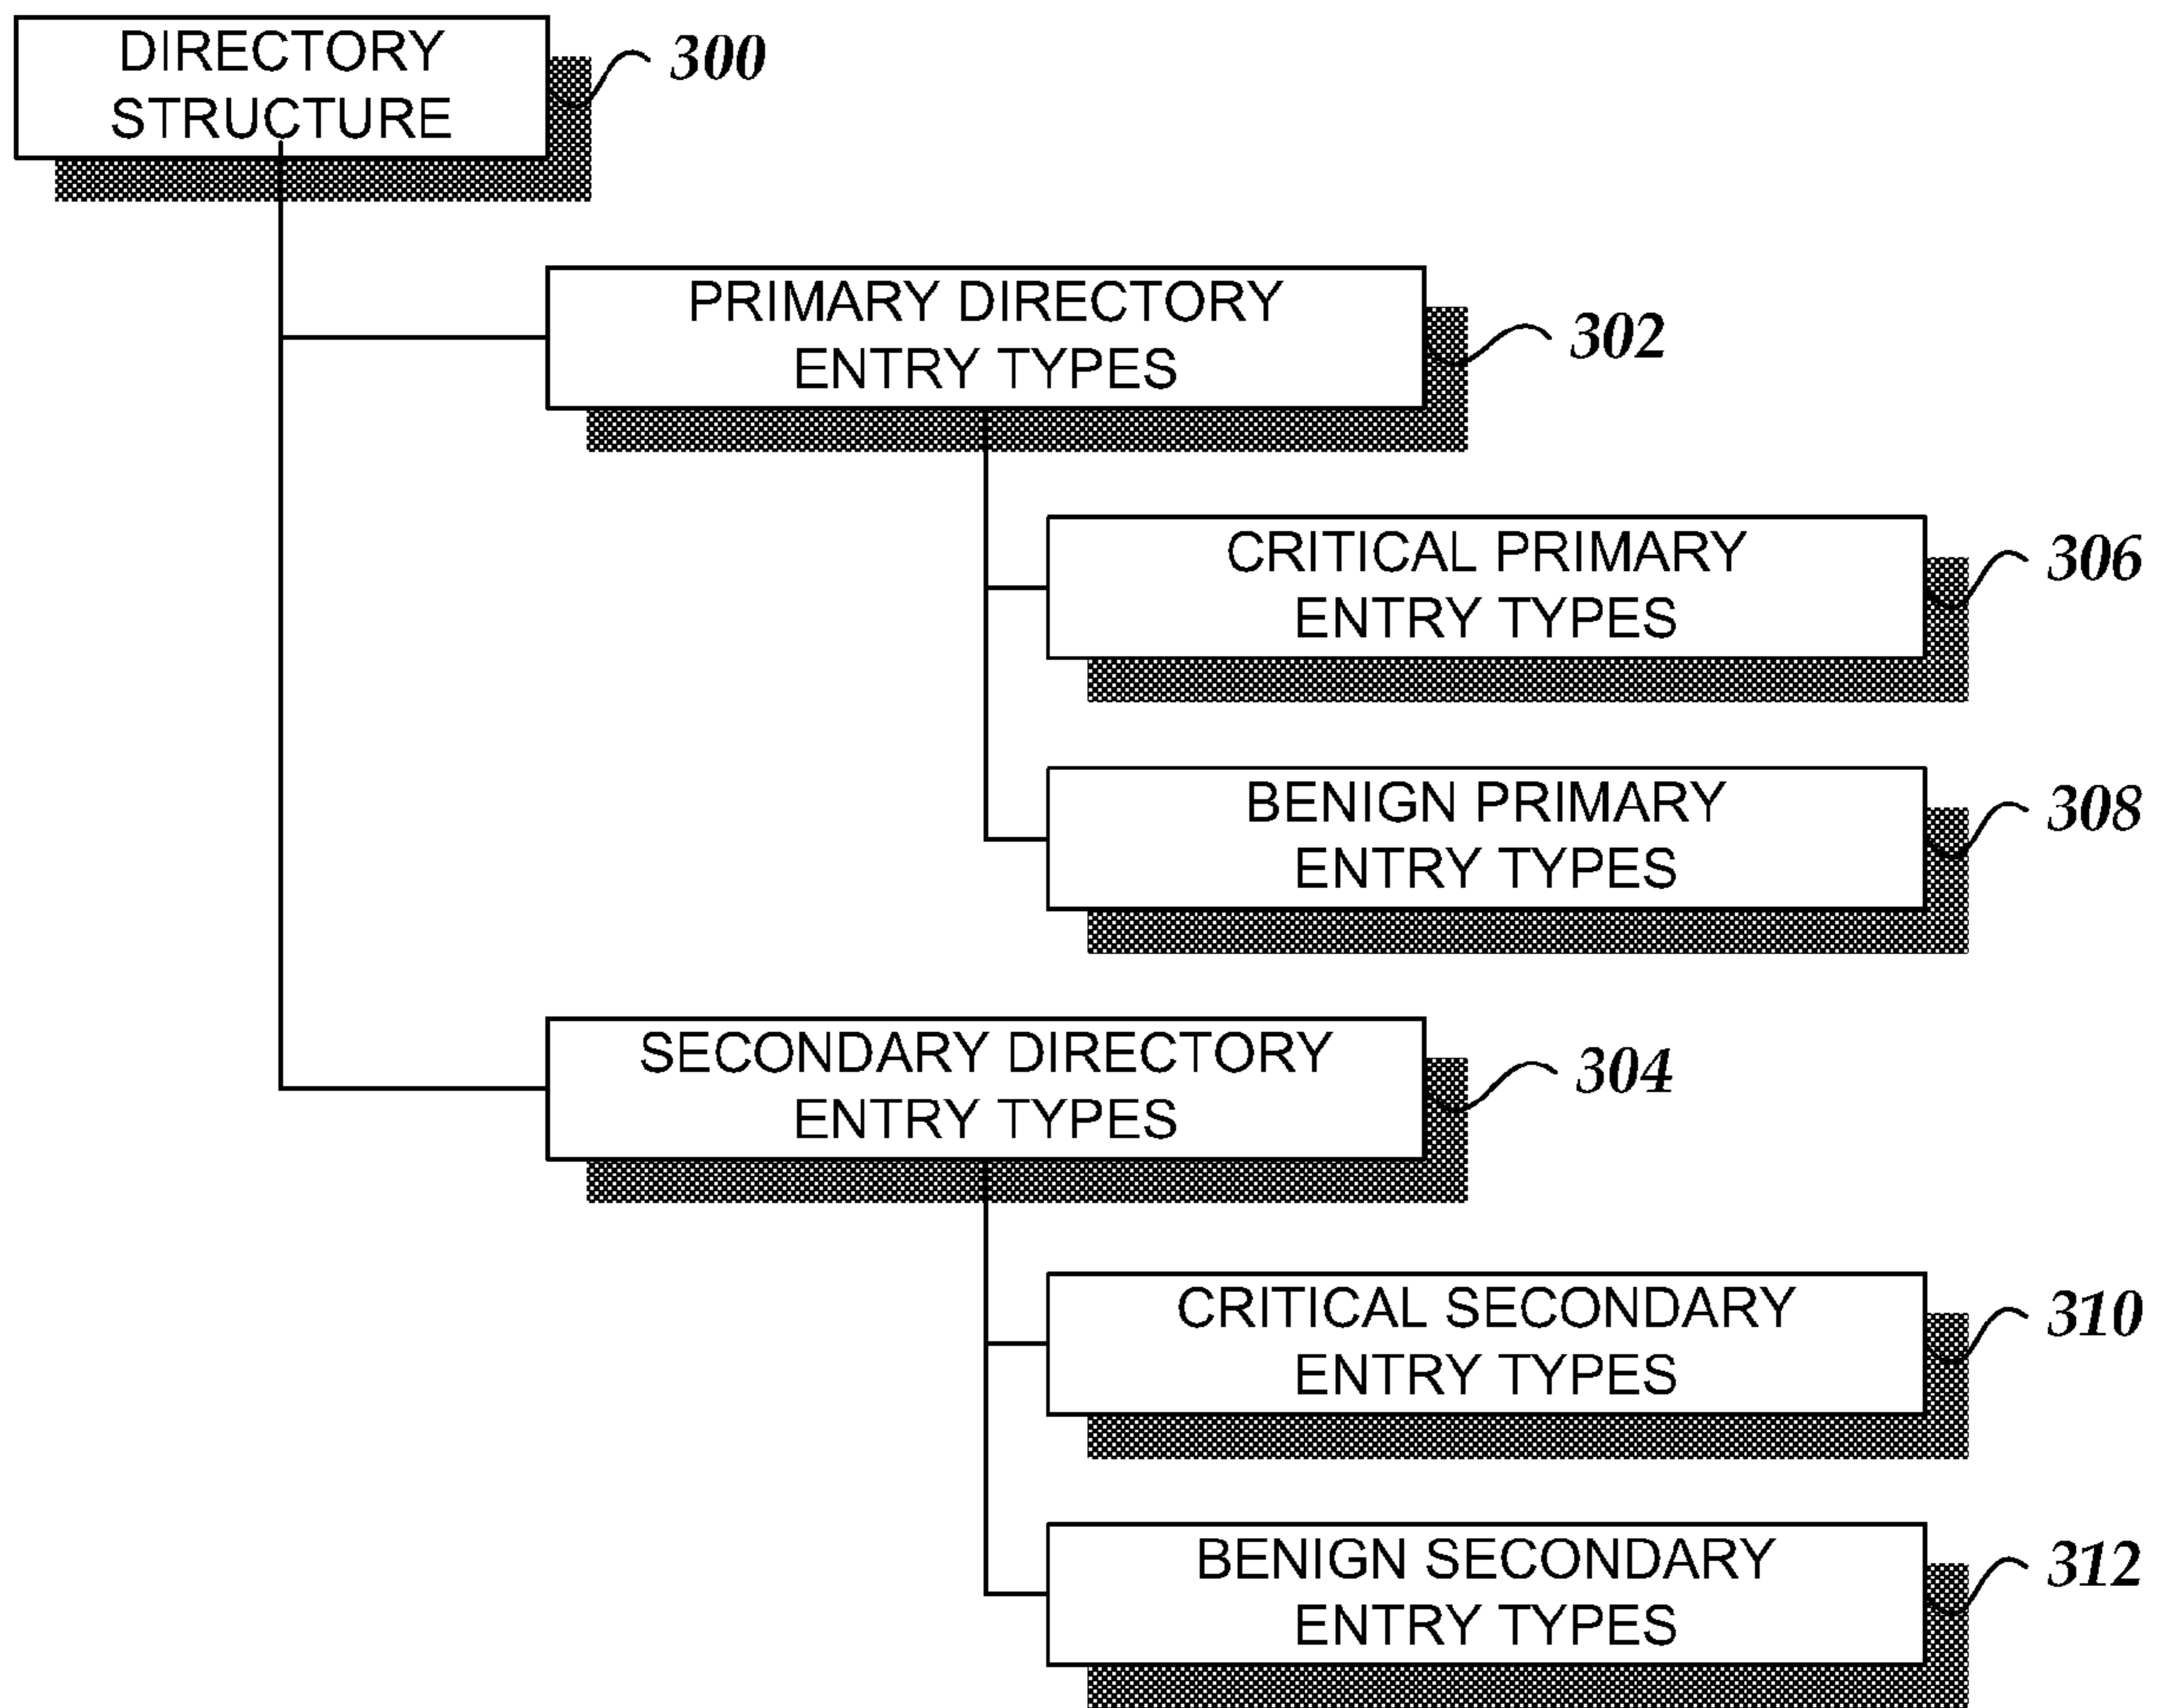 DIRECTORY
STRUCTURE
300
PRIMARY DIRECTORY
ENTRY TYPES
302
CRITICAL PRIMARY
ENTRY TYPES
306
BENIGN PRIMARY
ENTRY TYPES
308
SECONDARY DIRECTORY
ENTRY TYPES
304
CRITICAL SECONDARY
ENTRY TYPES
310
BENIGN SECONDARY
ENTRY TYPES
312